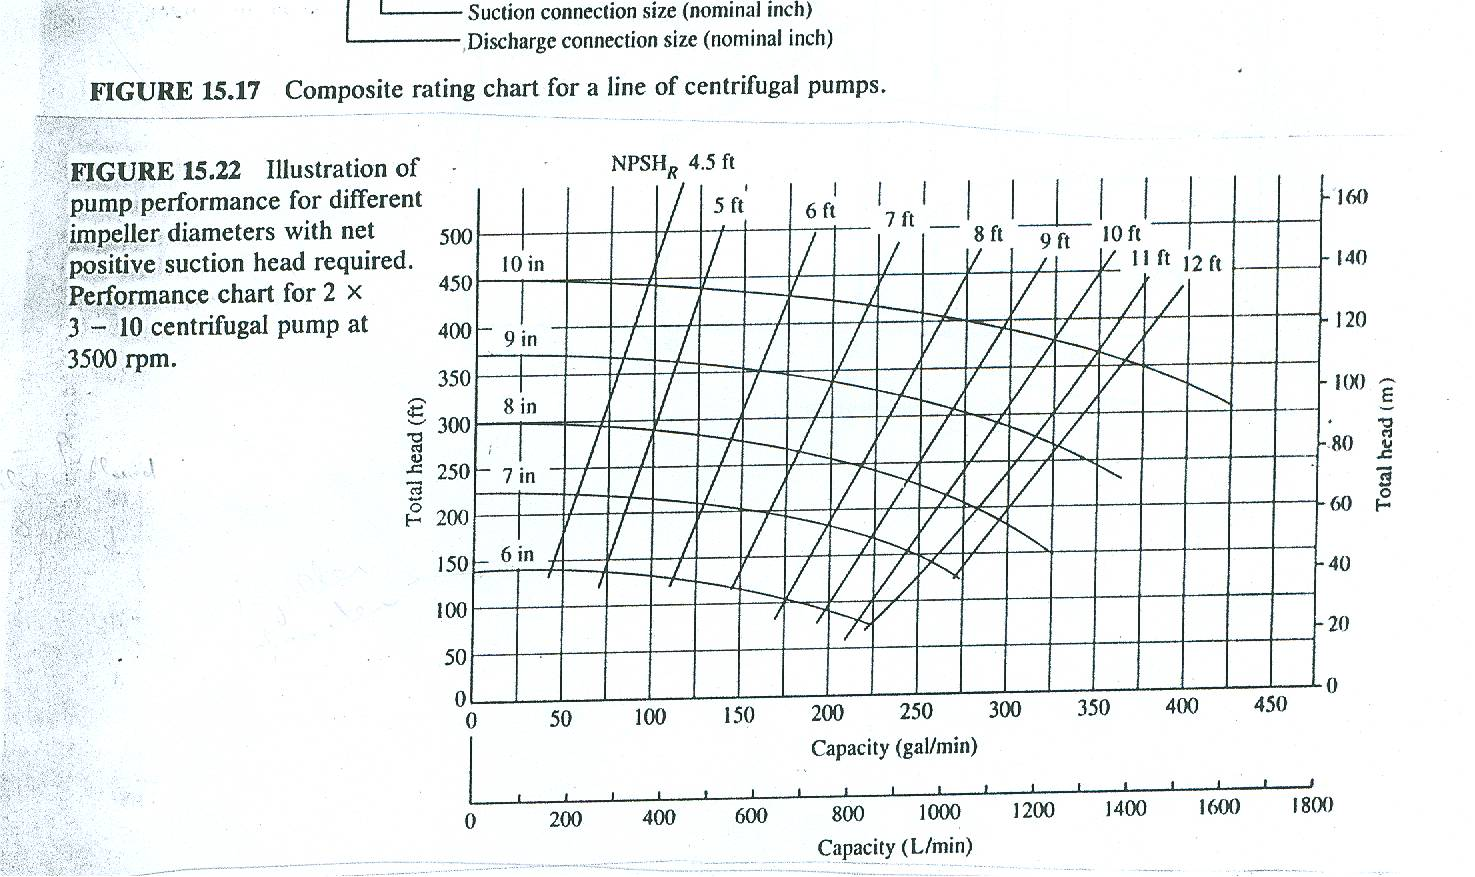 Suction connection size (nominal inch)
Discharge connection size (nominal inch)
FIGURE 15.17 Composite rating chart for a line of centrifugal pumps.
FIGURE 15.22 Illustration of
pump performance for different
impeller diameters with net
positive suction head required.
Performance chart for 2 ×
3 − 10 centrifugal pump at
3500 rpm.
NPSHR 4.5 ft
5 ft
6 ft
7 ft
8 ft
9 ft
10 ft
11 ft
12 ft
10 in
9 in
8 in
7 in
6 in
Total head (ft)
500
450
400
350
300
250
200
150
100
50
0
160
140
120
100
80
60
40
20
0
Total head (m)
0 50 100 150 200 250 300 350 400 450
Capacity (gal/min)
0 200 400 600 800 1000 1200 1400 1600 1800
Capacity (L/min)